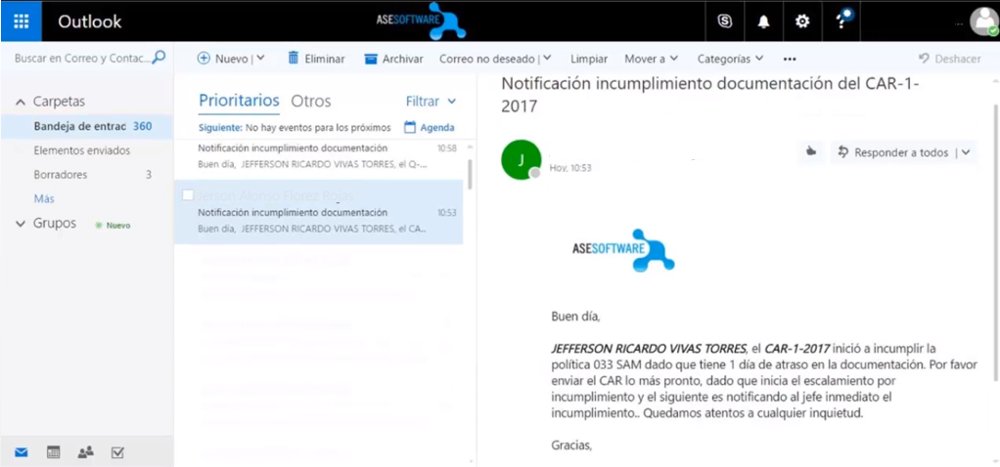 Outlook
ASESOFTWARE
Buscar en Correo y Contac...
Nuevo
Eliminar
Archivar
Correo no deseado
Limpiar
Mover a
Categorías
Deshacer
Carpetas
Bandeja de entrac 360
Elementos enviados
Borradores 3
Más
Grupos Nuevo
Prioritarios Otros Filtrar
Siguiente: No hay eventos para los próximos Agenda
Notificación incumplimiento documentación 10:58
Buen día, JEFFERSON RICARDO VIVAS TORRES, el Q-...
Notificación incumplimiento documentación 10:53
Buen día, JEFFERSON RICARDO VIVAS TORRES, el CA...
Notificación incumplimiento documentación del CAR-1-
2017
J
Hoy, 10:53
Responder a todos
ASESOFTWARE
Buen día,
JEFFERSON RICARDO VIVAS TORRES, el CAR-1-2017 inició a incumplir la
política 033 SAM dado que tiene 1 día de atraso en la documentación. Por favor
enviar el CAR lo más pronto, dado que inicia el escalamiento por
incumplimiento y el siguiente es notificando al jefe inmediato el
incumplimiento.. Quedamos atentos a cualquier inquietud.
Gracias,